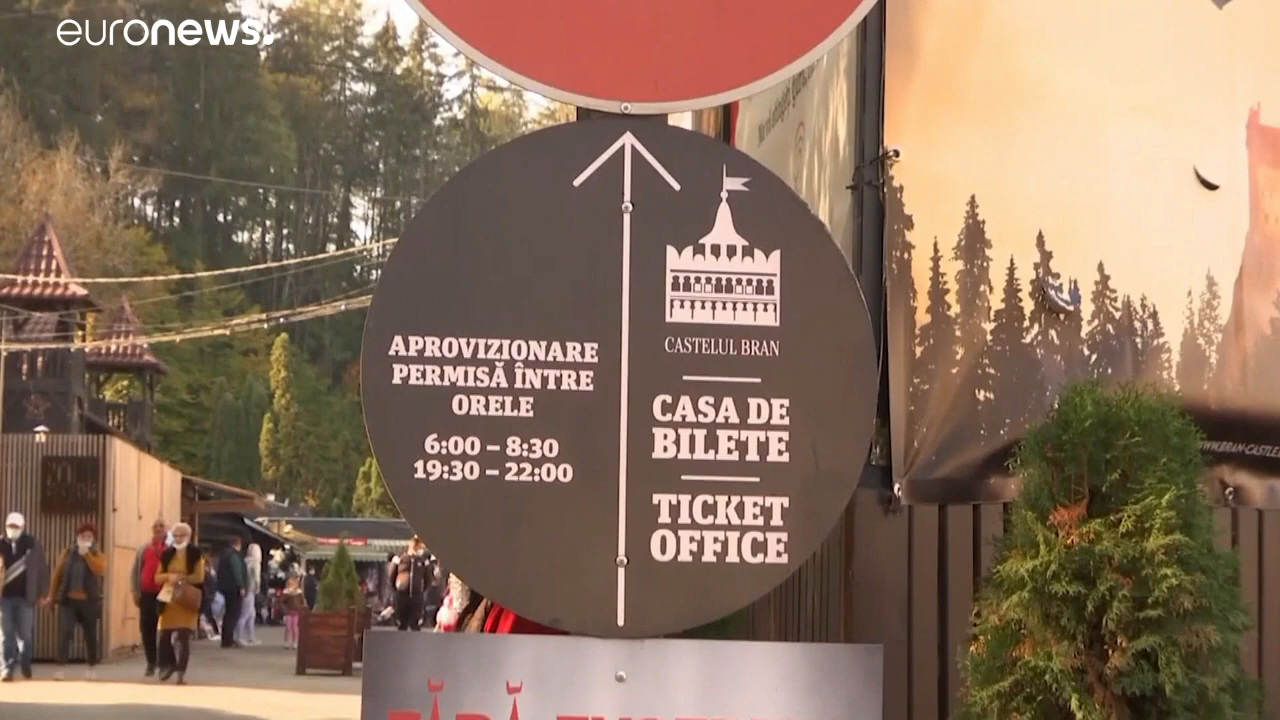 euronews.
APROVIZIONARE
PERMISĂ ÎNTRE
ORELE
6:00 – 8:30
19:30 – 22:00
CASTELUL BRAN
CASA DE
BILETE
TICKET
OFFICE